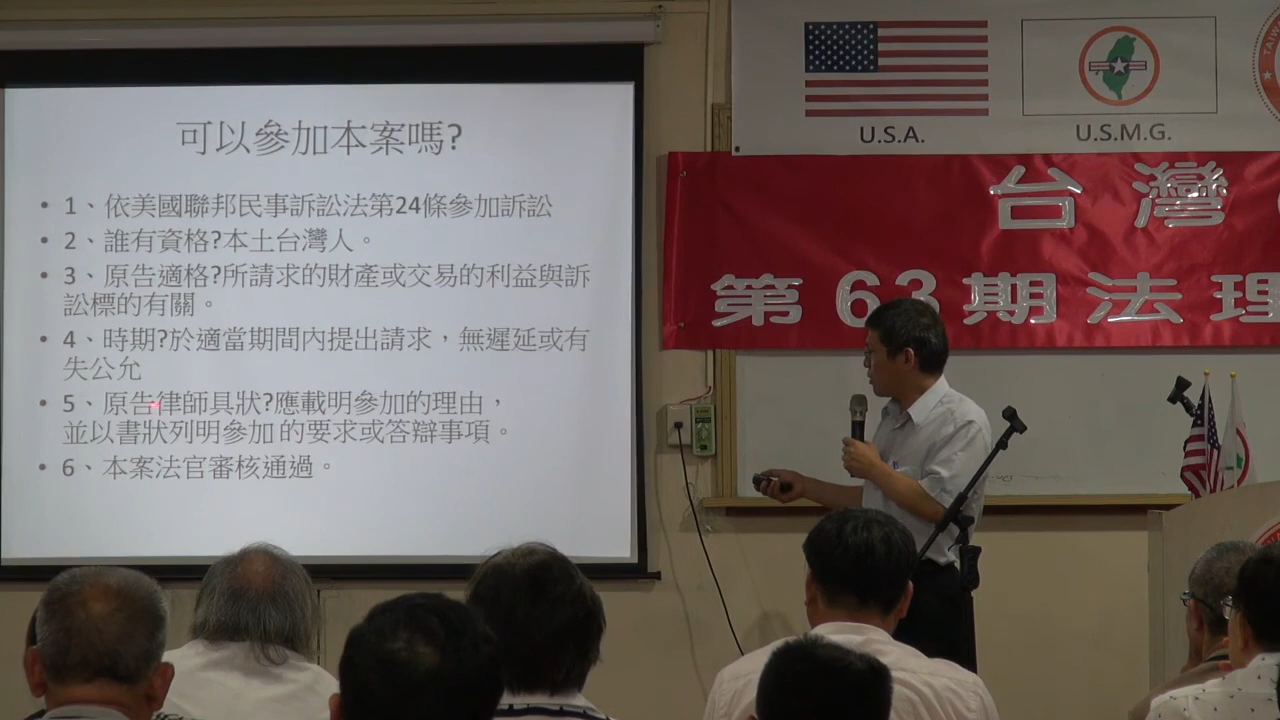 可以參加本案嗎?
• 1、依美國聯邦民事訴訟法第24條參加訴訟
• 2、誰有資格?本土台灣人。
• 3、原告適格?所請求的財產或交易的利益與訴
訟標的有關。
• 4、時期?於適當期間內提出請求，無遲延或有
失公允
• 5、原告律師具狀?應載明參加的理由，
並以書狀列明參加 的要求或答辯事項。
• 6、本案法官審核通過。
U.S.A.
U.S.M.G.
台灣
第63期法理